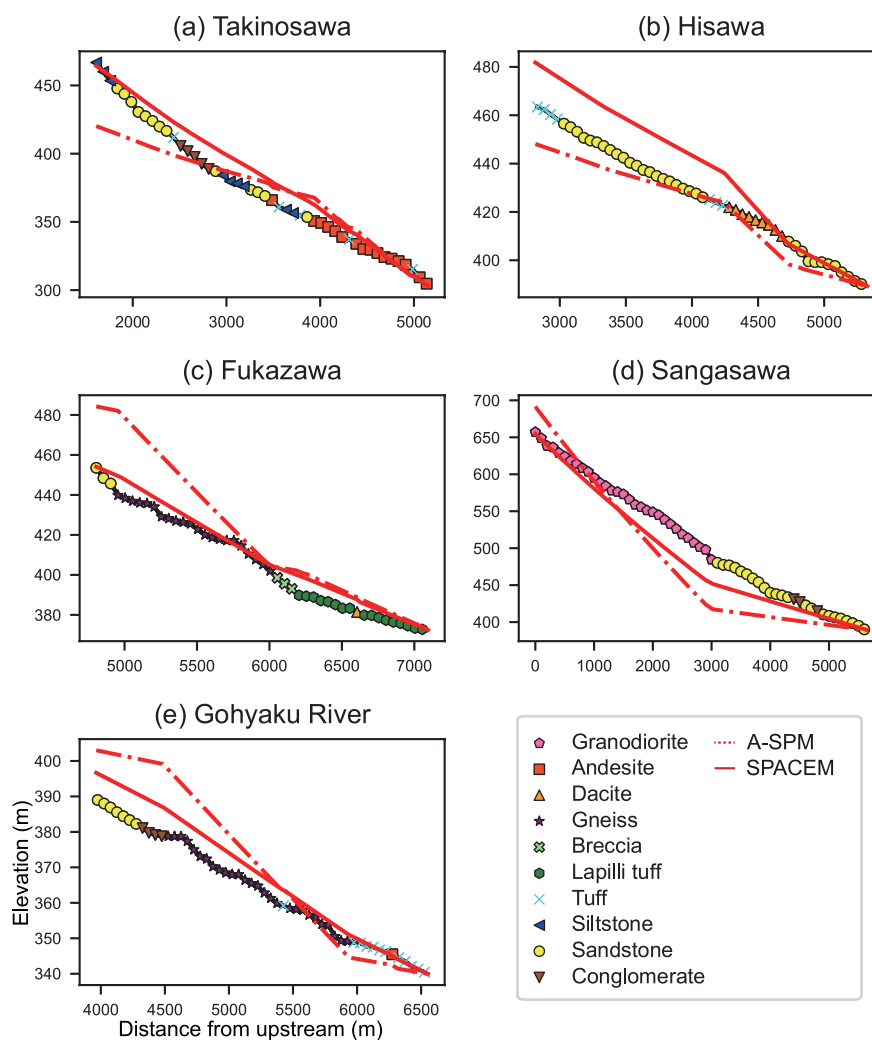 (a) Takinosawa
(b) Hisawa
450
400
350
300
2000
3000
4000
5000
480
460
440
420
400
3000
3500
4000
4500
5000
(c) Fukazawa
(d) Sangasawa
480
460
440
420
400
380
5000
5500
6000
6500
7000
700
650
600
550
500
450
400
0
1000
2000
3000
4000
5000
(e) Gohyaku River
Elevation (m)
400
390
380
370
360
350
340
4000
4500
5000
5500
6000
6500
Distance from upstream (m)
Granodiorite
Andesite
Dacite
Gneiss
Breccia
Lapilli tuff
Tuff
Siltstone
Sandstone
Conglomerate
A-SPM
SPACEM